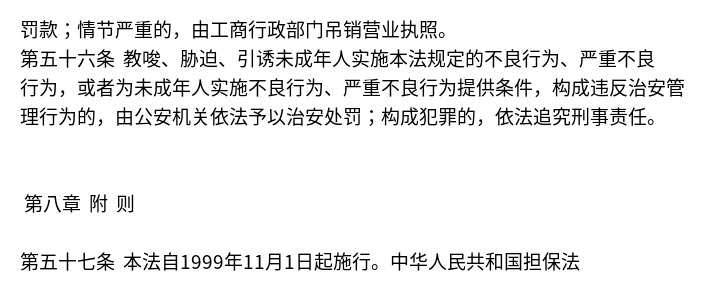 罚款；情节严重的，由工商行政部门吊销营业执照。
第五十六条 教唆、胁迫、引诱未成年人实施本法规定的不良行为、严重不良
行为，或者为未成年人实施不良行为、严重不良行为提供条件，构成违反治安管
理行为的，由公安机关依法予以治安处罚；构成犯罪的，依法追究刑事责任。
第八章 附 则
第五十七条 本法自1999年11月1日起施行。中华人民共和国担保法